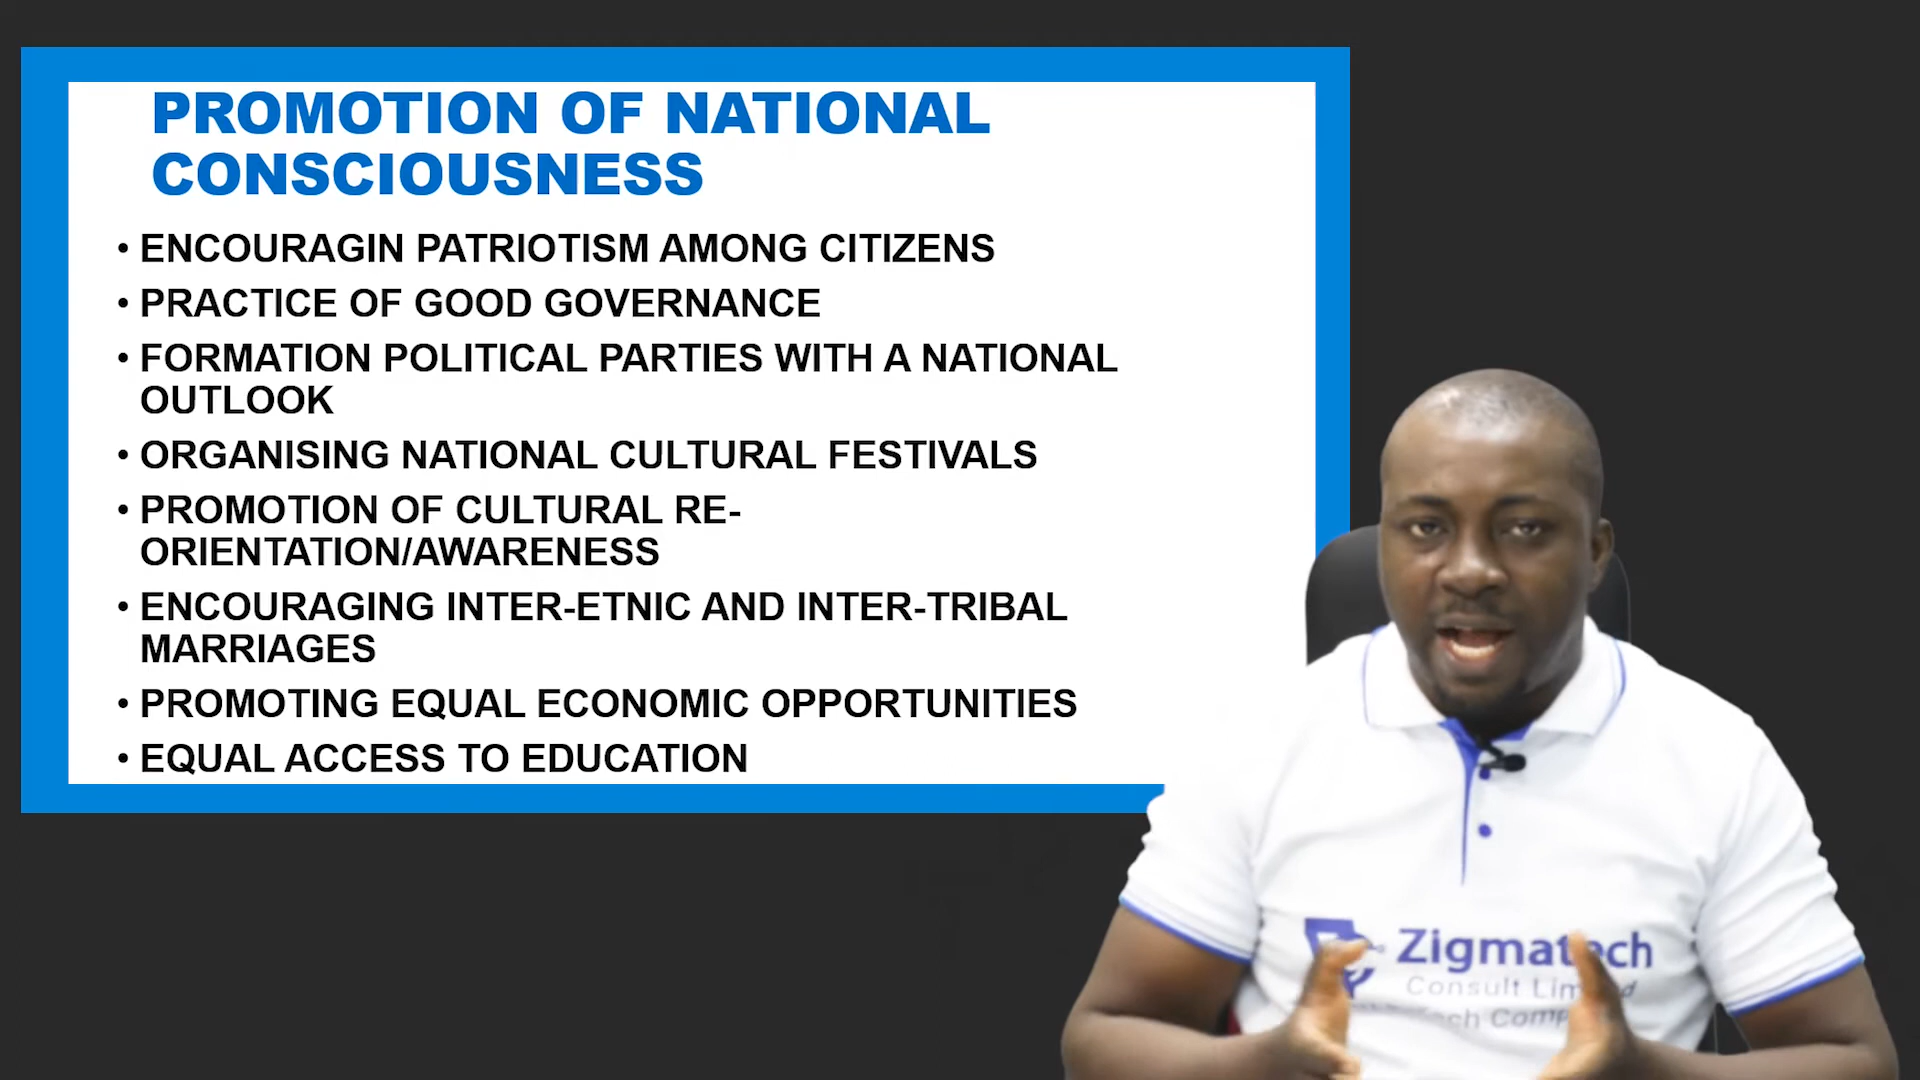 PROMOTION OF NATIONAL
CONSCIOUSNESS
• ENCOURAGIN PATRIOTISM AMONG CITIZENS
• PRACTICE OF GOOD GOVERNANCE
• FORMATION POLITICAL PARTIES WITH A NATIONAL
OUTLOOK
• ORGANISING NATIONAL CULTURAL FESTIVALS
• PROMOTION OF CULTURAL RE-
ORIENTATION/AWARENESS
• ENCOURAGING INTER-ETNIC AND INTER-TRIBAL
MARRIAGES
• PROMOTING EQUAL ECONOMIC OPPORTUNITIES
• EQUAL ACCESS TO EDUCATION
Zigmatech
Consult Limited